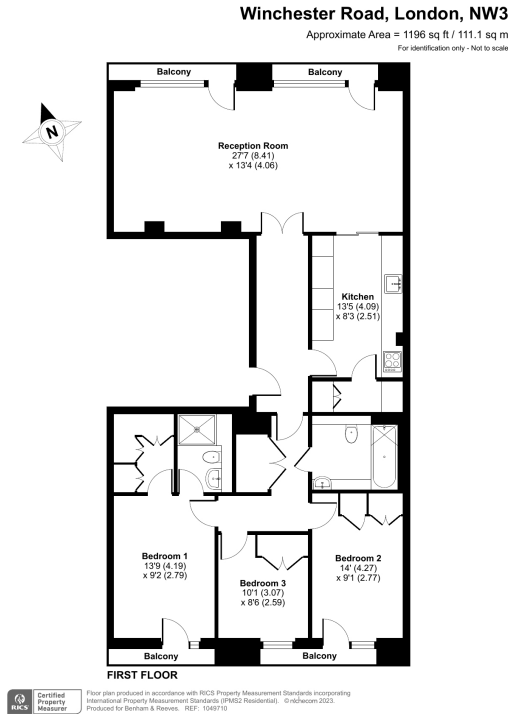 Winchester Road, London, NW3
Approximate Area = 1196 sq ft / 111.1 sq m
For identification only - Not to scale
Balcony
Balcony
N
Reception Room
27'7 (8.41)
x 13'4 (4.06)
Kitchen
13'5 (4.09)
x 8'3 (2.51)
Bedroom 1
13'9 (4.19)
x 9'2 (2.79)
Bedroom 2
14' (4.27)
x 9'1 (2.77)
Bedroom 3
10'1 (3.07)
x 8'6 (2.59)
Balcony
Balcony
FIRST FLOOR
RICS
Certified
Property
Measurer
Floor plan produced in accordance with RICS Property Measurement Standards incorporating
International Property Measurement Standards (IPMS2 Residential). © nichecom 2023.
Produced for Benham & Reeves. REF: 1049710